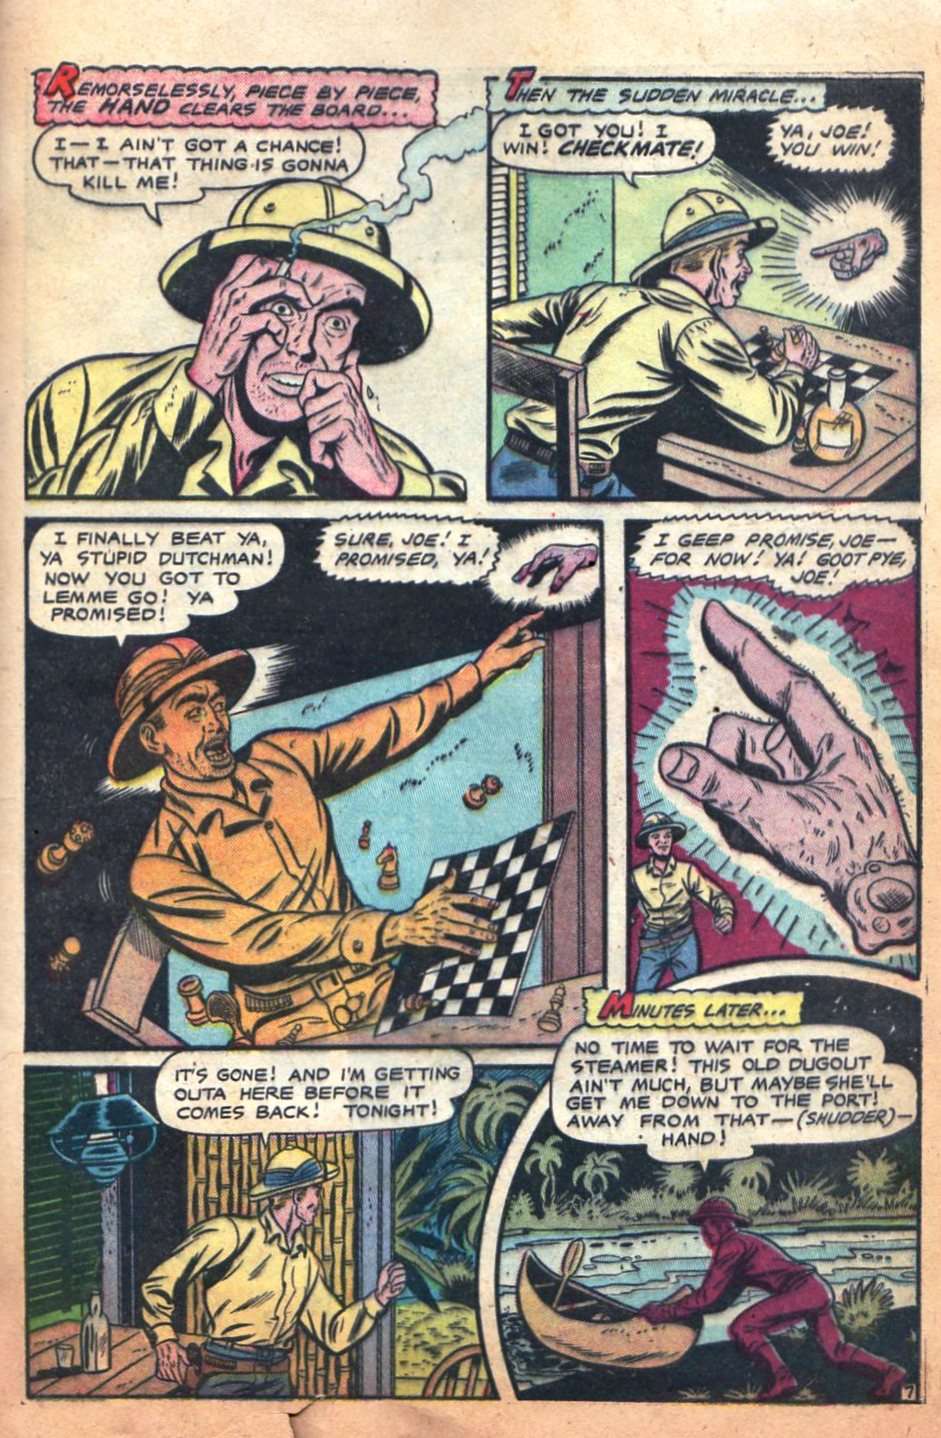 REMORSELESSLY, PIECE BY PIECE,
THE HAND CLEARS THE BOARD...
I—I AIN'T GOT A CHANCE!
THAT—THAT THING IS GONNA
KILL ME!
THEN THE SUDDEN MIRACLE...
I GOT YOU! I
WIN! CHECKMATE!
YA, JOE!
YOU WIN!
I FINALLY BEAT YA,
YA STUPID DUTCHMAN!
NOW YOU GOT TO
LEMME GO! YA
PROMISED!
SURE, JOE! I
PROMISED, YA!
I GEEP PROMISE, JOE—
FOR NOW! YA! GOOT PYE,
JOE!
IT'S GONE! AND I'M GETTING
OUTA HERE BEFORE IT
COMES BACK! TONIGHT!
MINUTES LATER...
NO TIME TO WAIT FOR THE
STEAMER! THIS OLD DUGOUT
AIN'T MUCH, BUT MAYBE SHE'LL
GET ME DOWN TO THE PORT!
AWAY FROM THAT—(SHUDDER)—
HAND!
7